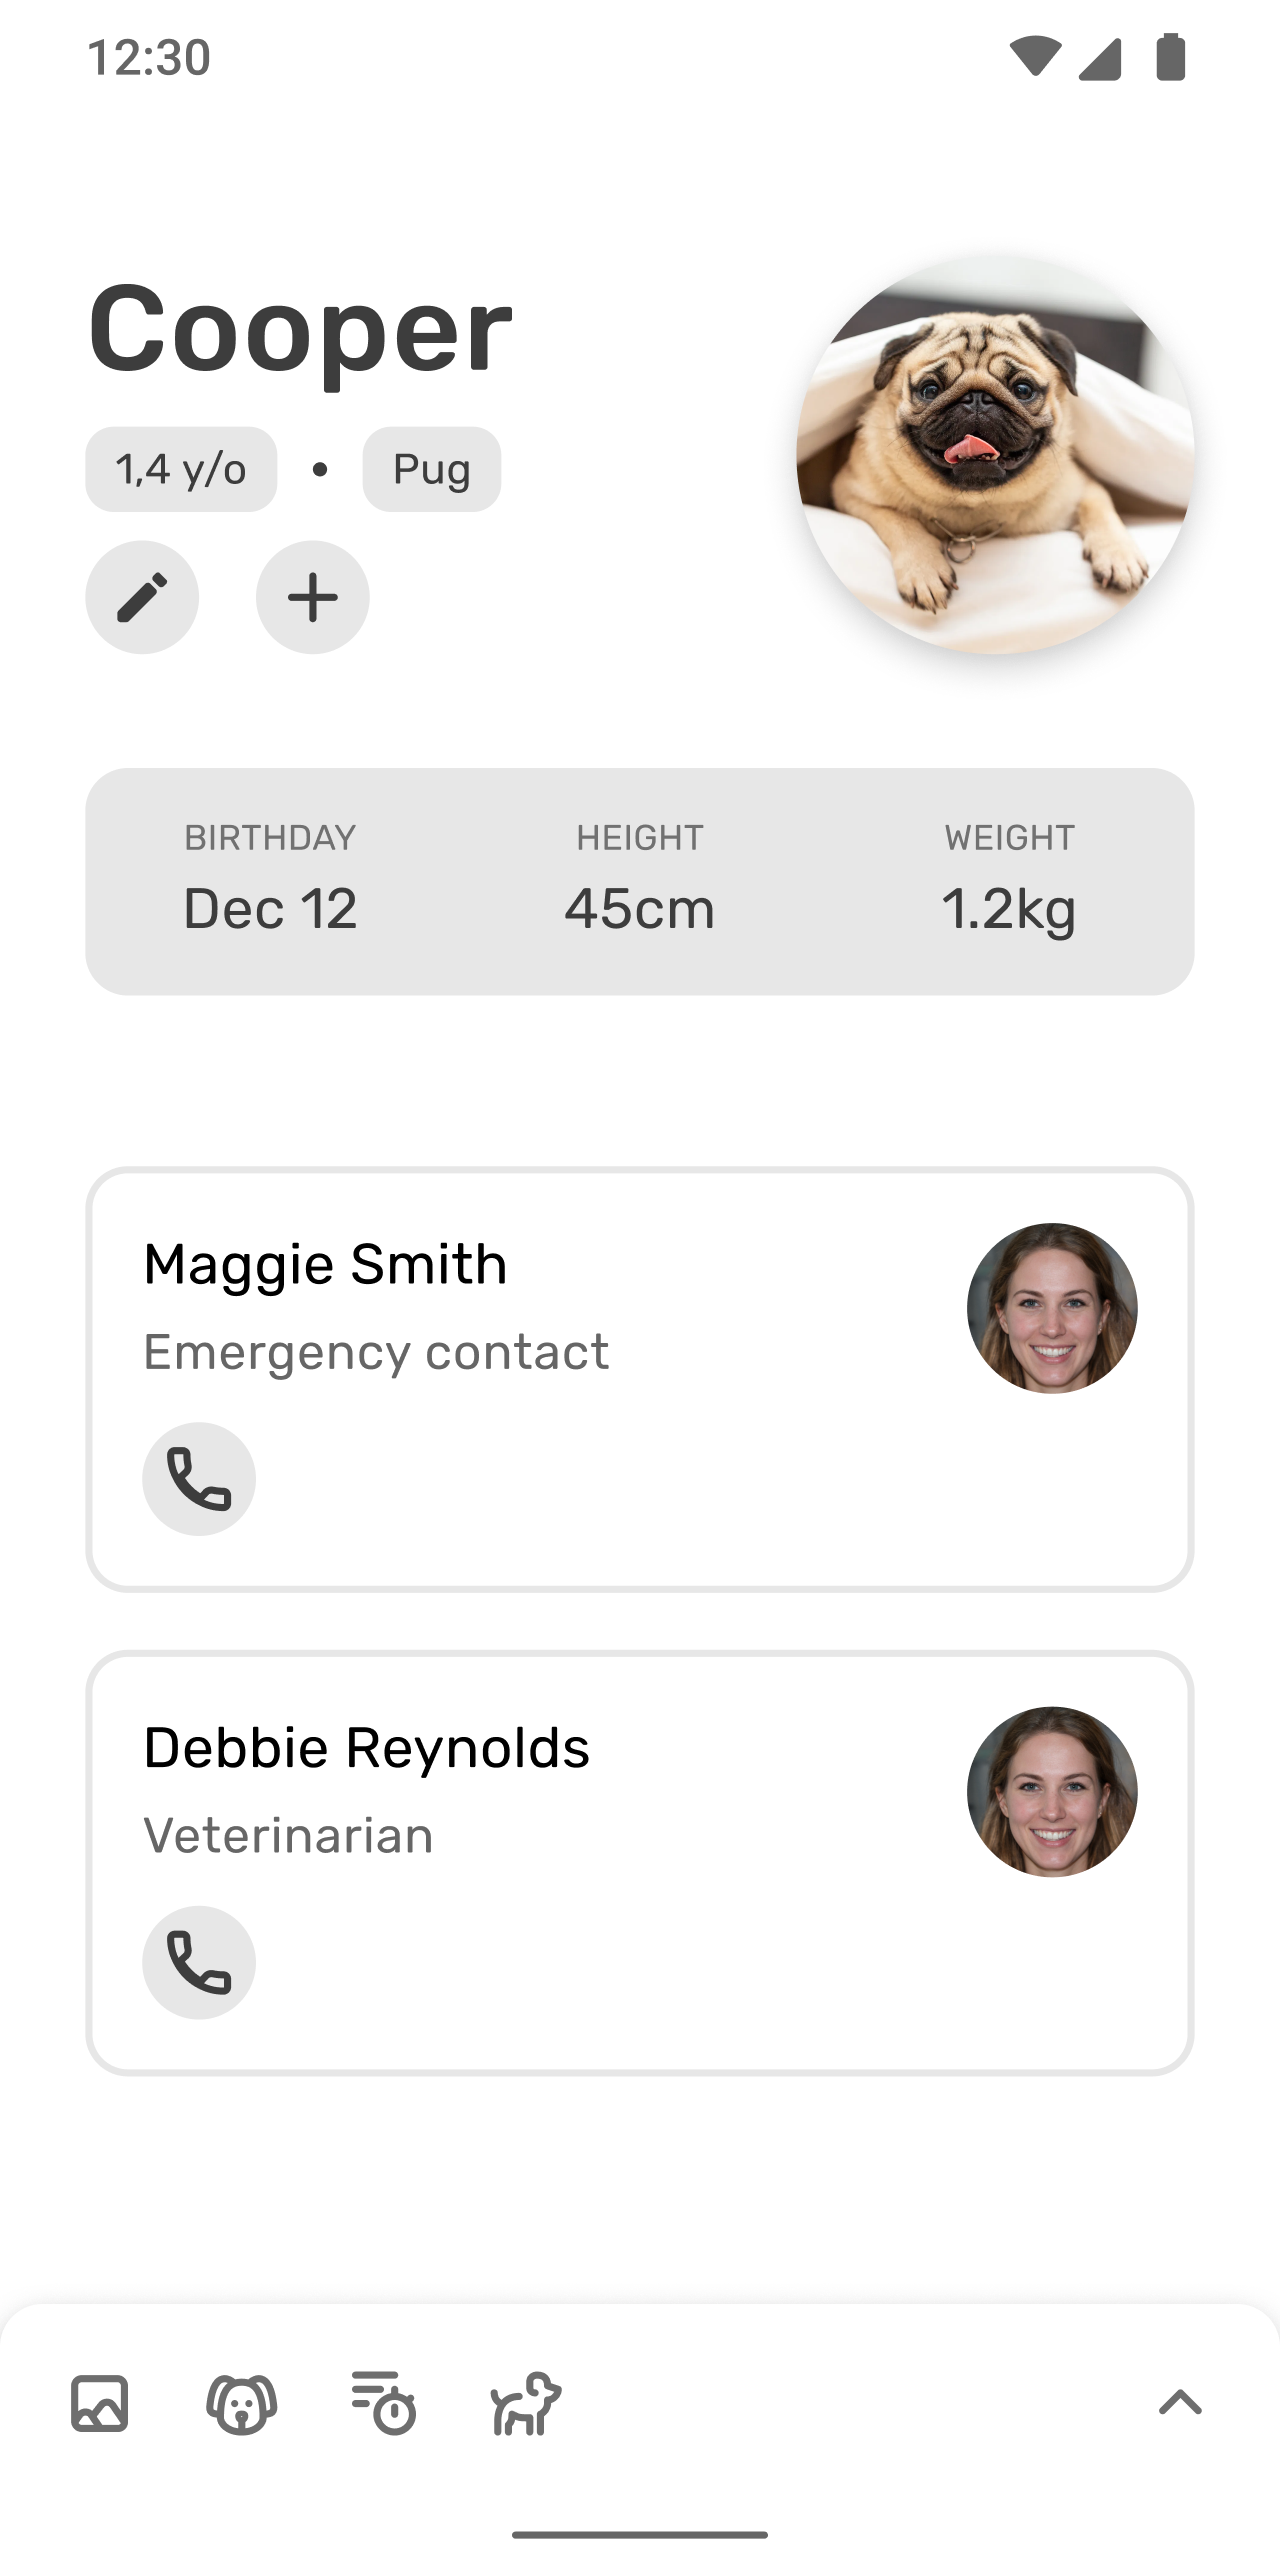 12:30
Cooper
1,4 y/o • Pug
BIRTHDAY HEIGHT WEIGHT
Dec 12 45cm 1.2kg
Maggie Smith
Emergency contact
Debbie Reynolds
Veterinarian